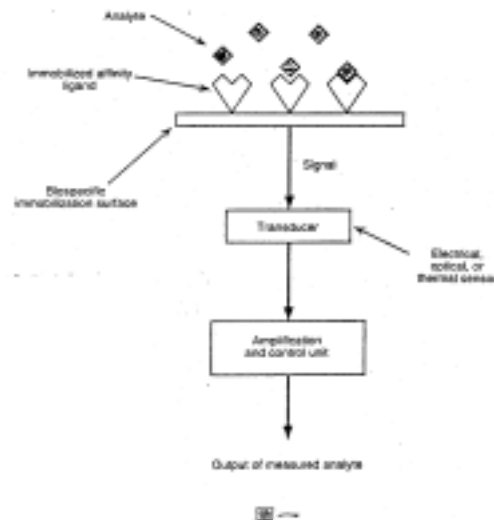 Analyte
Immobilized affinity
ligand
Biospecific
immobilization surface
Signal
Transducer
Electrical,
optical, or
thermal sensor
Amplification
and control unit
Output of measured analyte